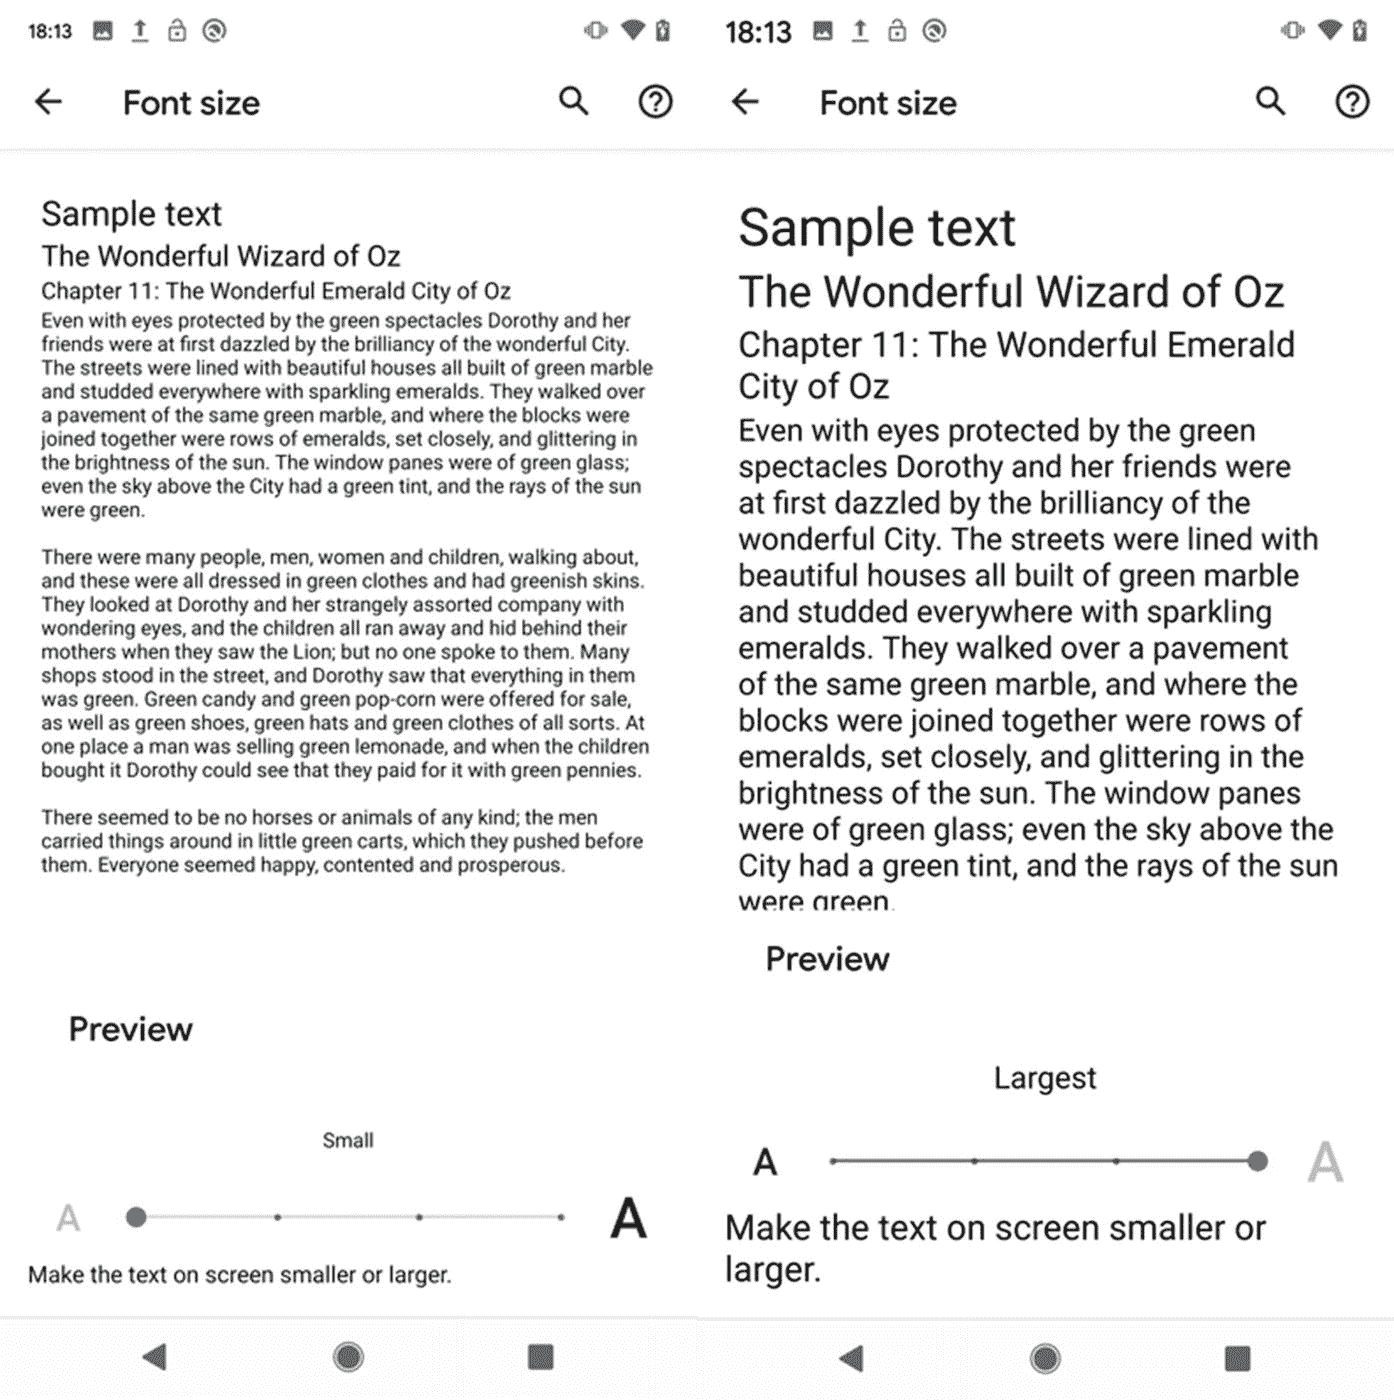 18:13
Font size
Sample text
The Wonderful Wizard of Oz
Chapter 11: The Wonderful Emerald City of Oz
Even with eyes protected by the green spectacles Dorothy and her
friends were at first dazzled by the brilliancy of the wonderful City.
The streets were lined with beautiful houses all built of green marble
and studded everywhere with sparkling emeralds. They walked over
a pavement of the same green marble, and where the blocks were
joined together were rows of emeralds, set closely, and glittering in
the brightness of the sun. The window panes were of green glass;
even the sky above the City had a green tint, and the rays of the sun
were green.
There were many people, men, women and children, walking about,
and these were all dressed in green clothes and had greenish skins.
They looked at Dorothy and her strangely assorted company with
wondering eyes, and the children all ran away and hid behind their
mothers when they saw the Lion; but no one spoke to them. Many
shops stood in the street, and Dorothy saw that everything in them
was green. Green candy and green pop-corn were offered for sale,
as well as green shoes, green hats and green clothes of all sorts. At
one place a man was selling green lemonade, and when the children
bought it Dorothy could see that they paid for it with green pennies.
There seemed to be no horses or animals of any kind; the men
carried things around in little green carts, which they pushed before
them. Everyone seemed happy, contented and prosperous.
Preview
Small
A A
Make the text on screen smaller or larger.
18:13
Font size
Sample text
The Wonderful Wizard of Oz
Chapter 11: The Wonderful Emerald
City of Oz
Even with eyes protected by the green
spectacles Dorothy and her friends were
at first dazzled by the brilliancy of the
wonderful City. The streets were lined with
beautiful houses all built of green marble
and studded everywhere with sparkling
emeralds. They walked over a pavement
of the same green marble, and where the
blocks were joined together were rows of
emeralds, set closely, and glittering in the
brightness of the sun. The window panes
were of green glass; even the sky above the
City had a green tint, and the rays of the sun
were green.
Preview
Largest
A A
Make the text on screen smaller or
larger.